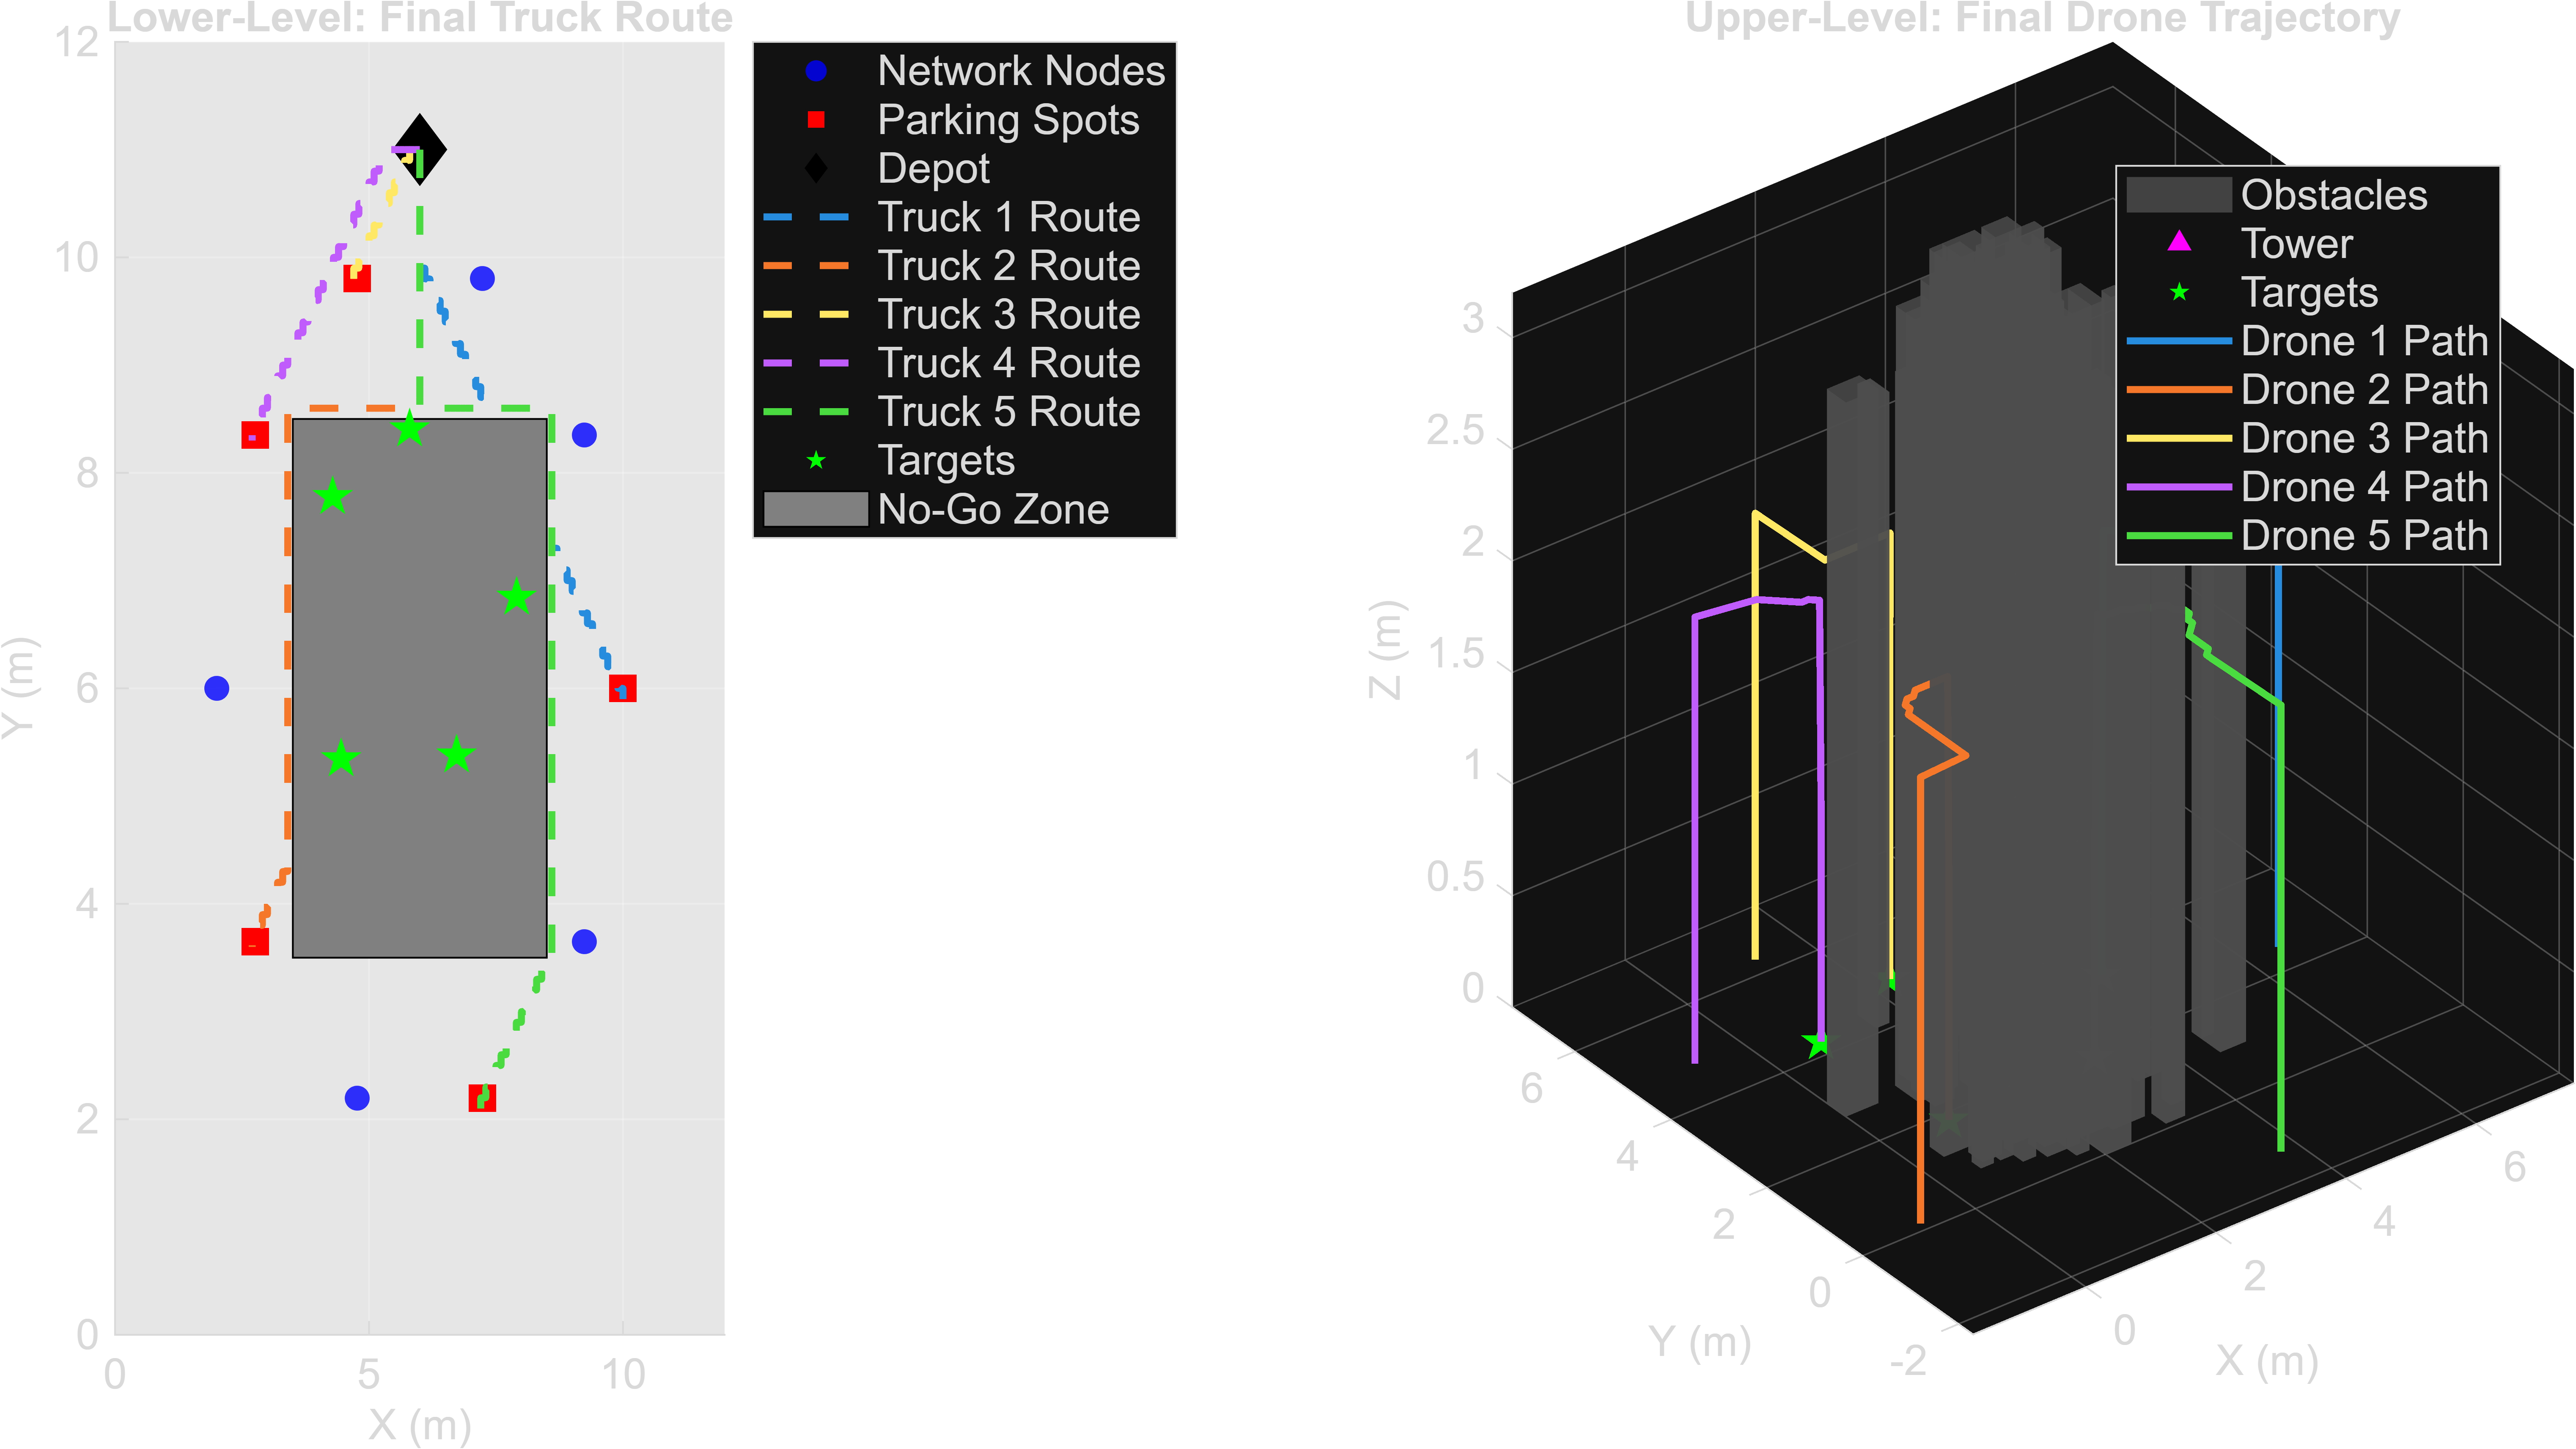 Lower-Level: Final Truck Route
12
10
8
6
4
2
0
0
5
10
X (m)
Y (m)
Network Nodes
Parking Spots
Depot
Truck 1 Route
Truck 2 Route
Truck 3 Route
Truck 4 Route
Truck 5 Route
Targets
No-Go Zone
Upper-Level: Final Drone Trajectory
3
2.5
2
1.5
1
0.5
0
Z (m)
6
4
2
0
-2
Y (m)
0
2
4
6
X (m)
Obstacles
Tower
Targets
Drone 1 Path
Drone 2 Path
Drone 3 Path
Drone 4 Path
Drone 5 Path